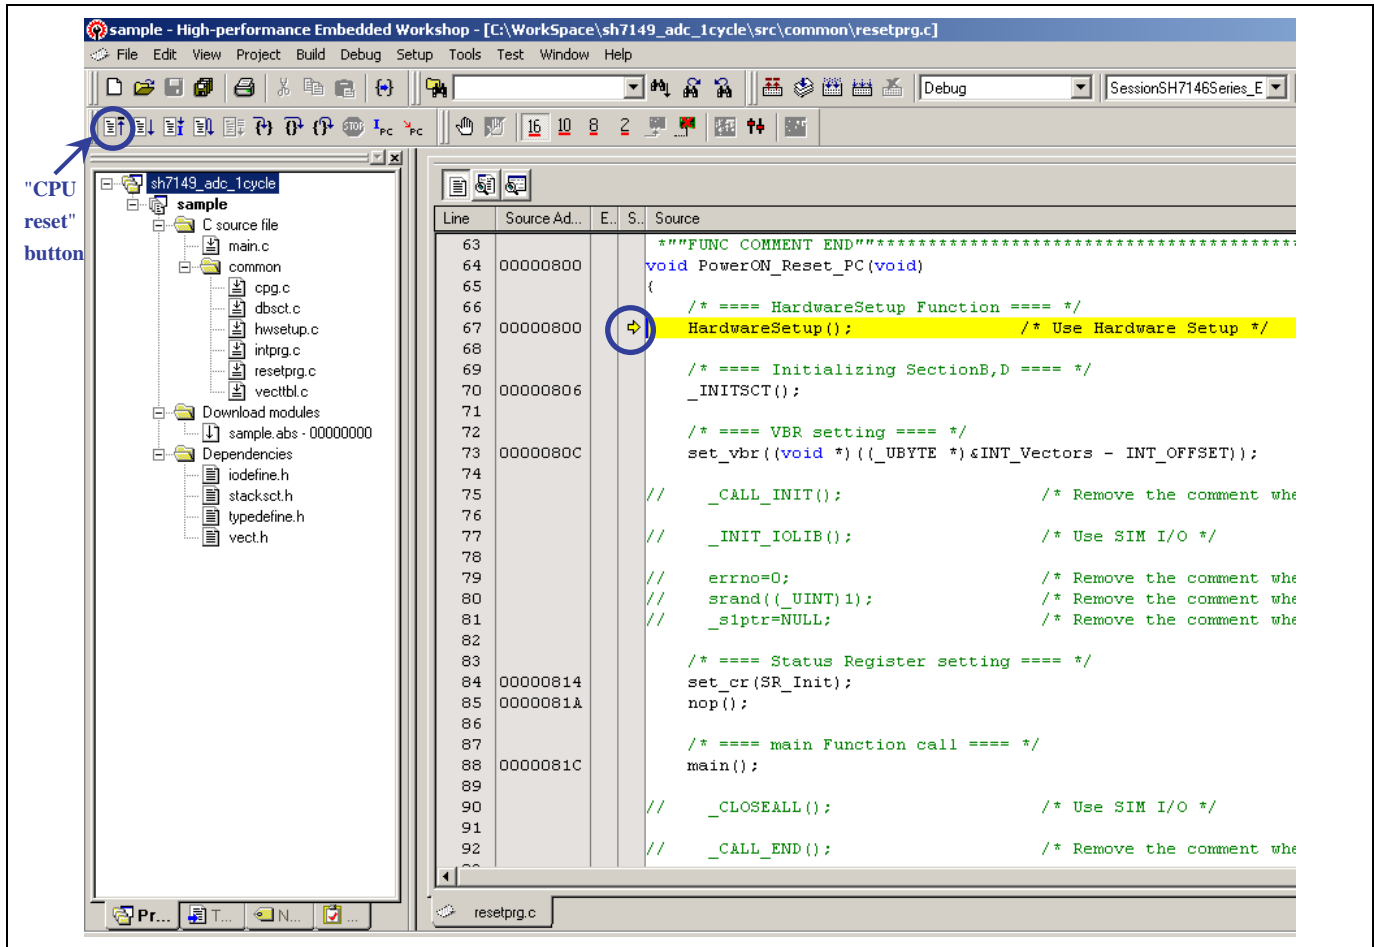 sample - High-performance Embedded Workshop - [C:\WorkSpace\sh7149_adc_1cycle\src\common\resetprg.c]
File Edit View Project Build Debug Setup Tools Test Window Help
Debug
SessionSH7146Series_E
16 10 8 2
"CPU
reset"
button
sh7149_adc_1cycle
sample
C source file
main.c
common
cpg.c
dbsct.c
hwsetup.c
intprg.c
resetprg.c
vecttbl.c
Download modules
sample.abs - 00000000
Dependencies
iodefine.h
stacksct.h
typedefine.h
vect.h
Pr... T... N... ...
Line Source Ad... E.. S.. Source
63 *""FUNC COMMENT END""*****************************************
64 00000800 void PowerON_Reset_PC(void)
65 {
66 /* ==== HardwareSetup Function ==== */
67 00000800 HardwareSetup(); /* Use Hardware Setup */
68
69 /* ==== Initializing SectionB,D ==== */
70 00000806 _INITSCT();
71
72 /* ==== VBR setting ==== */
73 0000080C set_vbr((void *)((_UBYTE *)&INT_Vectors - INT_OFFSET));
74
75 // _CALL_INIT(); /* Remove the comment whe
76
77 // _INIT_IOLIB(); /* Use SIM I/O */
78
79 // errno=0; /* Remove the comment whe
80 // srand((_UINT)1); /* Remove the comment whe
81 // _s1ptr=NULL; /* Remove the comment whe
82
83 /* ==== Status Register setting ==== */
84 00000814 set_cr(SR_Init);
85 0000081A nop();
86
87 /* ==== main Function call ==== */
88 0000081C main();
89
90 // _CLOSEALL(); /* Use SIM I/O */
91
92 // _CALL_END(); /* Remove the comment whe
resetprg.c